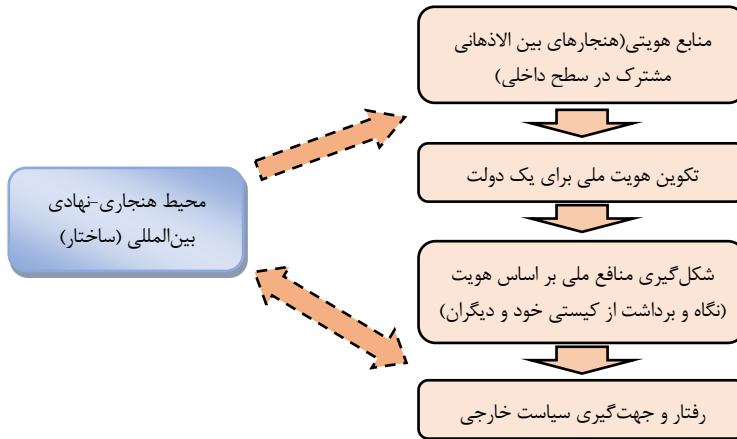 منابع هویتی(هنجارهای بین الاذهانی
مشترک در سطح داخلی)
تکوین هویت ملی برای یک دولت
محیط هنجاری-نهادی
بین‌المللی (ساختار)
شکل‌گیری منافع ملی بر اساس هویت
(نگاه و برداشت از کیستی خود و دیگران)
رفتار و جهت‌گیری سیاست خارجی